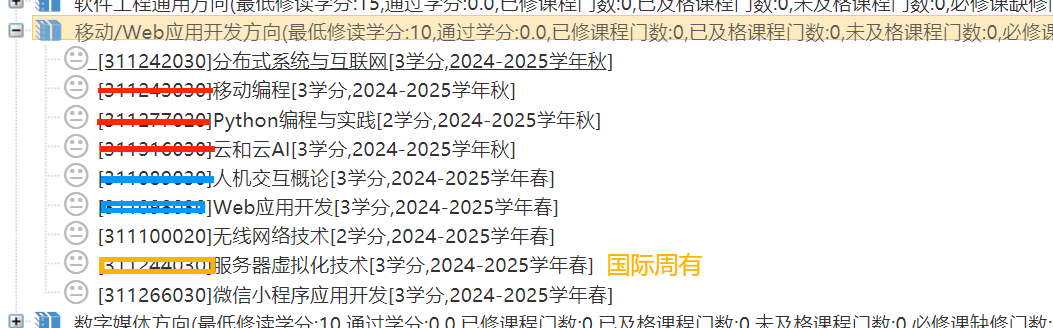 软件工程通用方向(最低修读学分:15,通过学分:0.0,已修课程门数:0,已及格课程门数:0,未及格课程门数:0,必修课缺修
移动/Web应用开发方向(最低修读学分:10,通过学分:0.0,已修课程门数:0,已及格课程门数:0,未及格课程门数:0,必修课
[311242030]分布式系统与互联网[3学分,2024-2025学年秋]
[311243030]移动编程[3学分,2024-2025学年秋]
[311277020]Python编程与实践[2学分,2024-2025学年秋]
[311316030]云和云AI[3学分,2024-2025学年秋]
人机交互概论[3学分,2024-2025学年春]
Web应用开发[3学分,2024-2025学年春]
[311100020]无线网络技术[2学分,2024-2025学年春]
[311244030]服务器虚拟化技术[3学分,2024-2025学年春] 国际周有
[311266030]微信小程序应用开发[3学分,2024-2025学年春]
数字媒体方向(最低修读学分:10,通过学分:0.0,已修课程门数:0,已及格课程门数:0,未及格课程门数:0,必修课缺修门数: